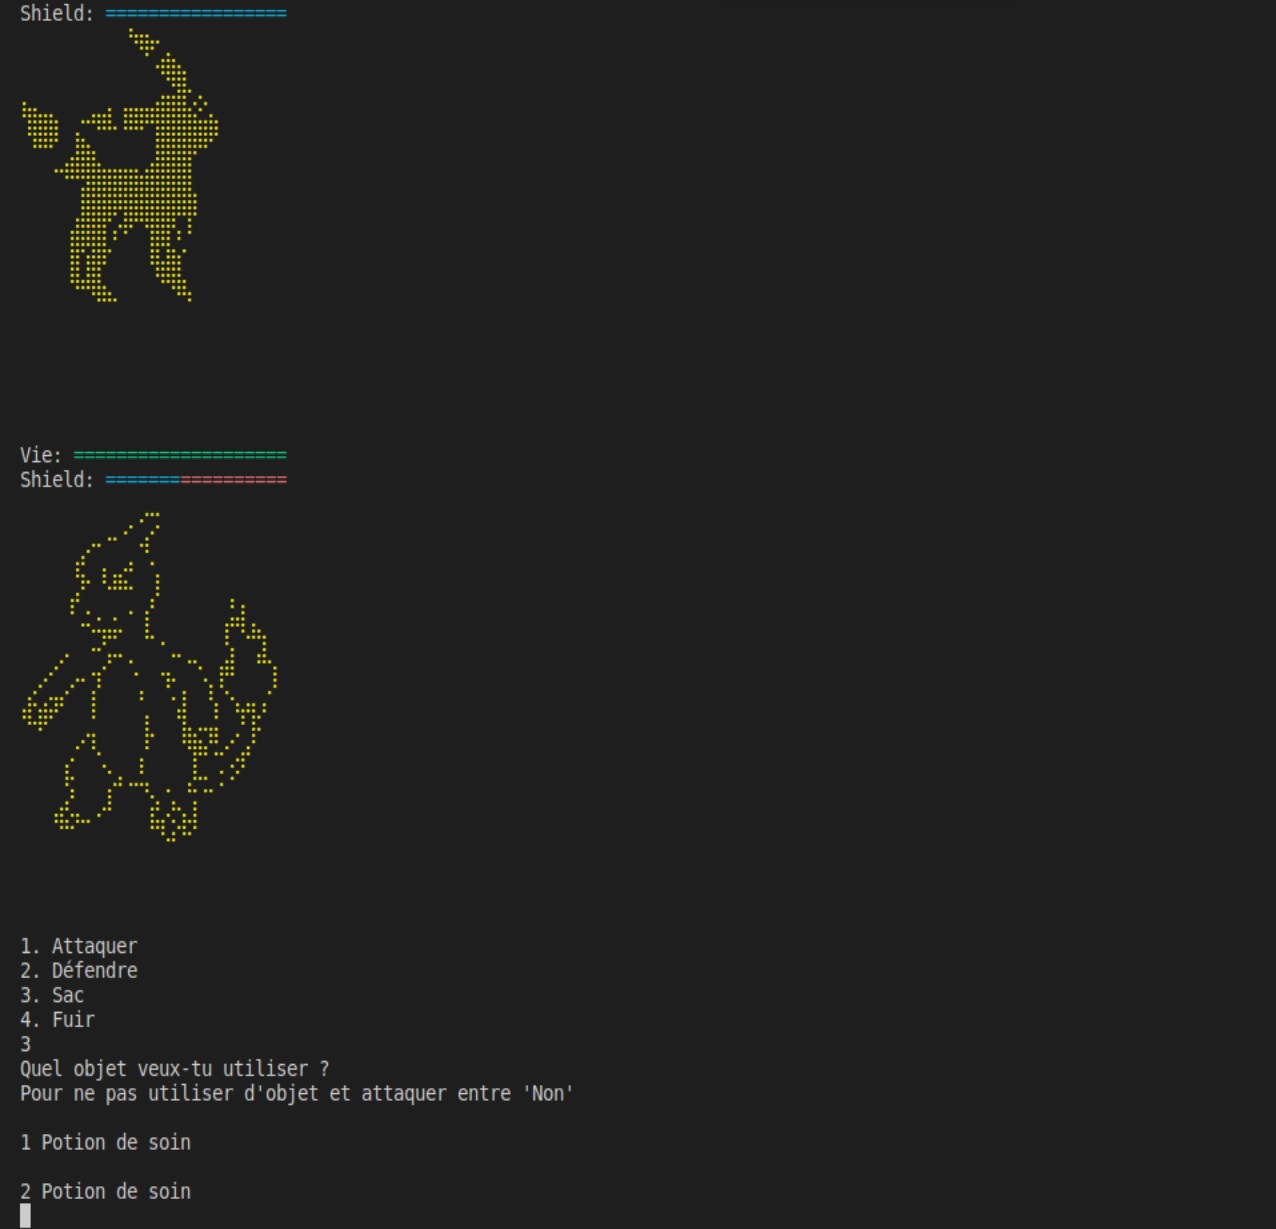 Shield: =================
Vie: ====================
Shield: =================
1. Attaquer
2. Défendre
3. Sac
4. Fuir
3
Quel objet veux-tu utiliser ?
Pour ne pas utiliser d'objet et attaquer entre 'Non'
1 Potion de soin
2 Potion de soin